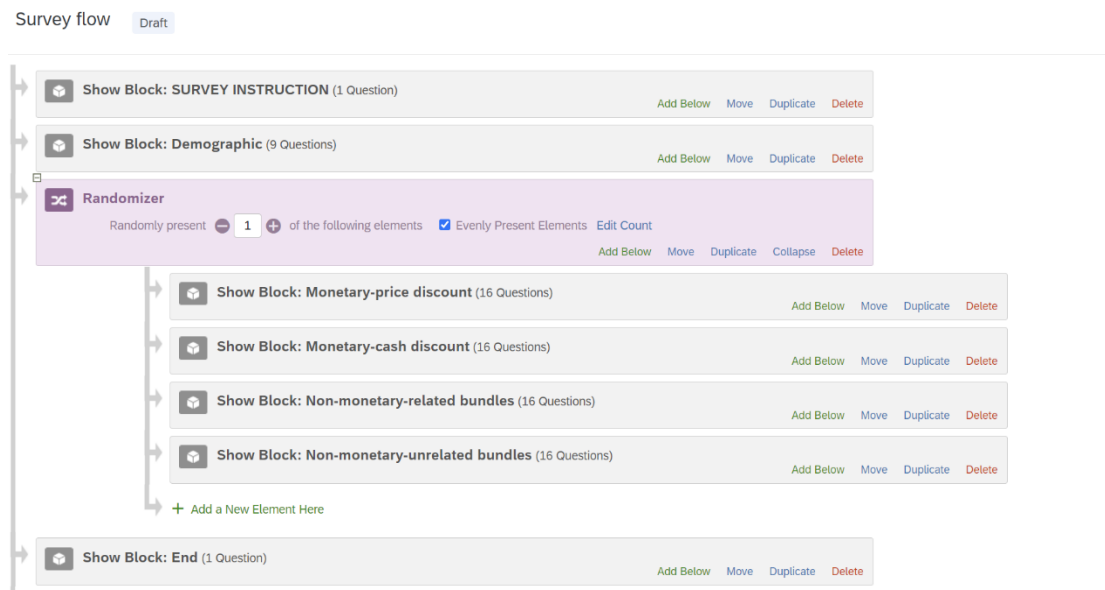 Survey flow Draft
Show Block: SURVEY INSTRUCTION (1 Question)
Add Below Move Duplicate Delete
Show Block: Demographic (9 Questions)
Add Below Move Duplicate Delete
Randomizer
Randomly present 1 of the following elements Evenly Present Elements Edit Count
Add Below Move Duplicate Collapse Delete
Show Block: Monetary-price discount (16 Questions)
Add Below Move Duplicate Delete
Show Block: Monetary-cash discount (16 Questions)
Add Below Move Duplicate Delete
Show Block: Non-monetary-related bundles (16 Questions)
Add Below Move Duplicate Delete
Show Block: Non-monetary-unrelated bundles (16 Questions)
Add Below Move Duplicate Delete
+ Add a New Element Here
Show Block: End (1 Question)
Add Below Move Duplicate Delete